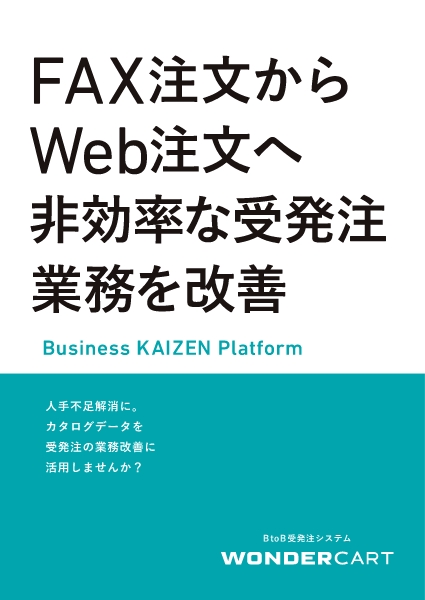 FAX注文から
Web注文へ
非効率な受発注
業務を改善
Business KAIZEN Platform
人手不足解消に。
カタログデータを
受発注の業務改善に
活用しませんか？
BtoB受発注システム
WONDERCART